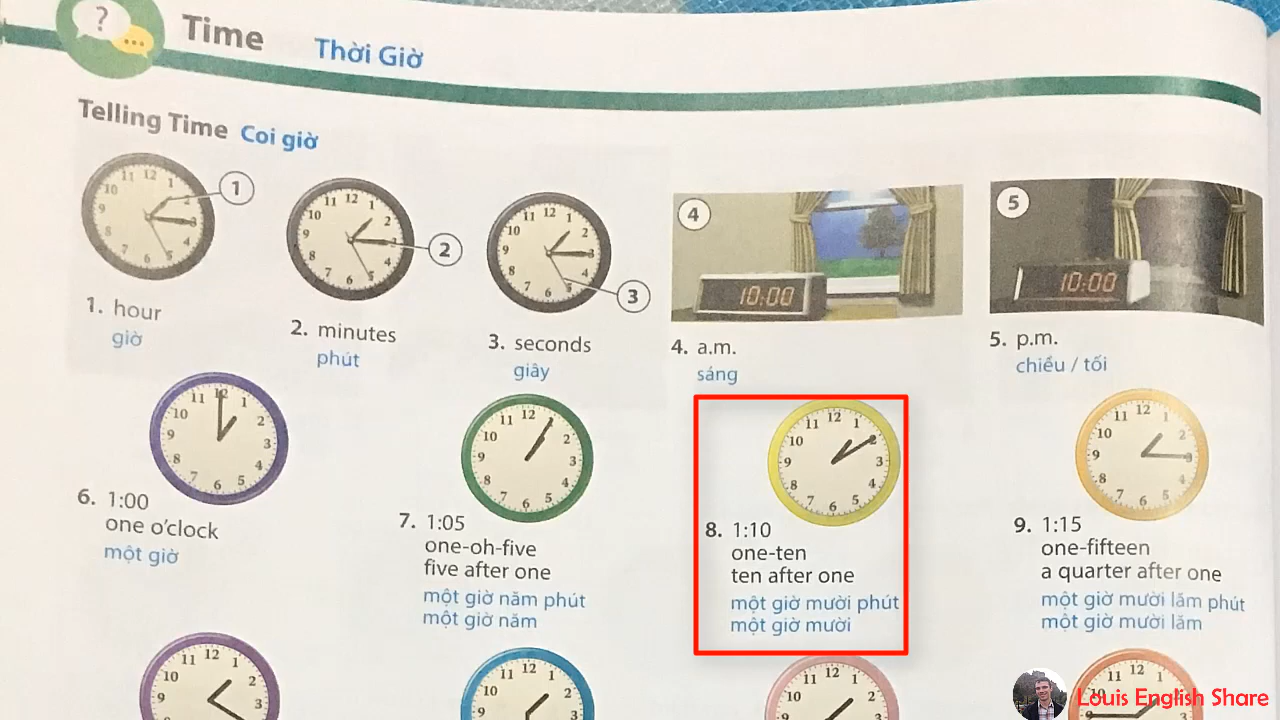 ? ...
Time Thời Giờ
Telling Time Coi giờ
1
2
3
4
10:00
5
10:00
1. hour
giờ
2. minutes
phút
3. seconds
giây
4. a.m.
sáng
5. p.m.
chiều / tối
6. 1:00
one o'clock
một giờ
7. 1:05
one-oh-five
five after one
một giờ năm phút
một giờ năm
8. 1:10
one-ten
ten after one
một giờ mười phút
một giờ mười
9. 1:15
one-fifteen
a quarter after one
một giờ mười lăm phút
một giờ mười lăm
Louis English Share